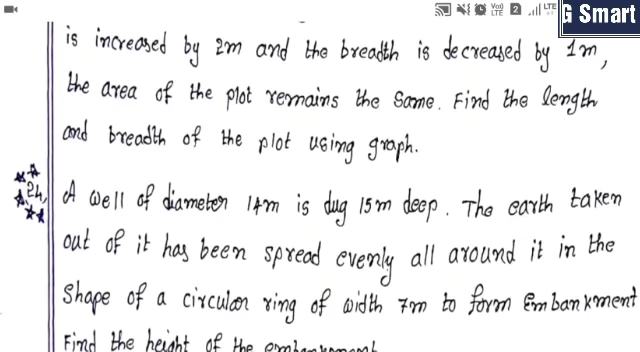 G Smart
is increased by 2m and the breadth is decreased by 1m,
the area of the plot remains the same. Find the length
and breadth of the plot using graph.
24, A well of diameter 14m is dug 15m deep. The earth taken
out of it has been spread evenly all around it in the
Shape of a circular ring of width 7m to form Embankment
Find the height of the embankment